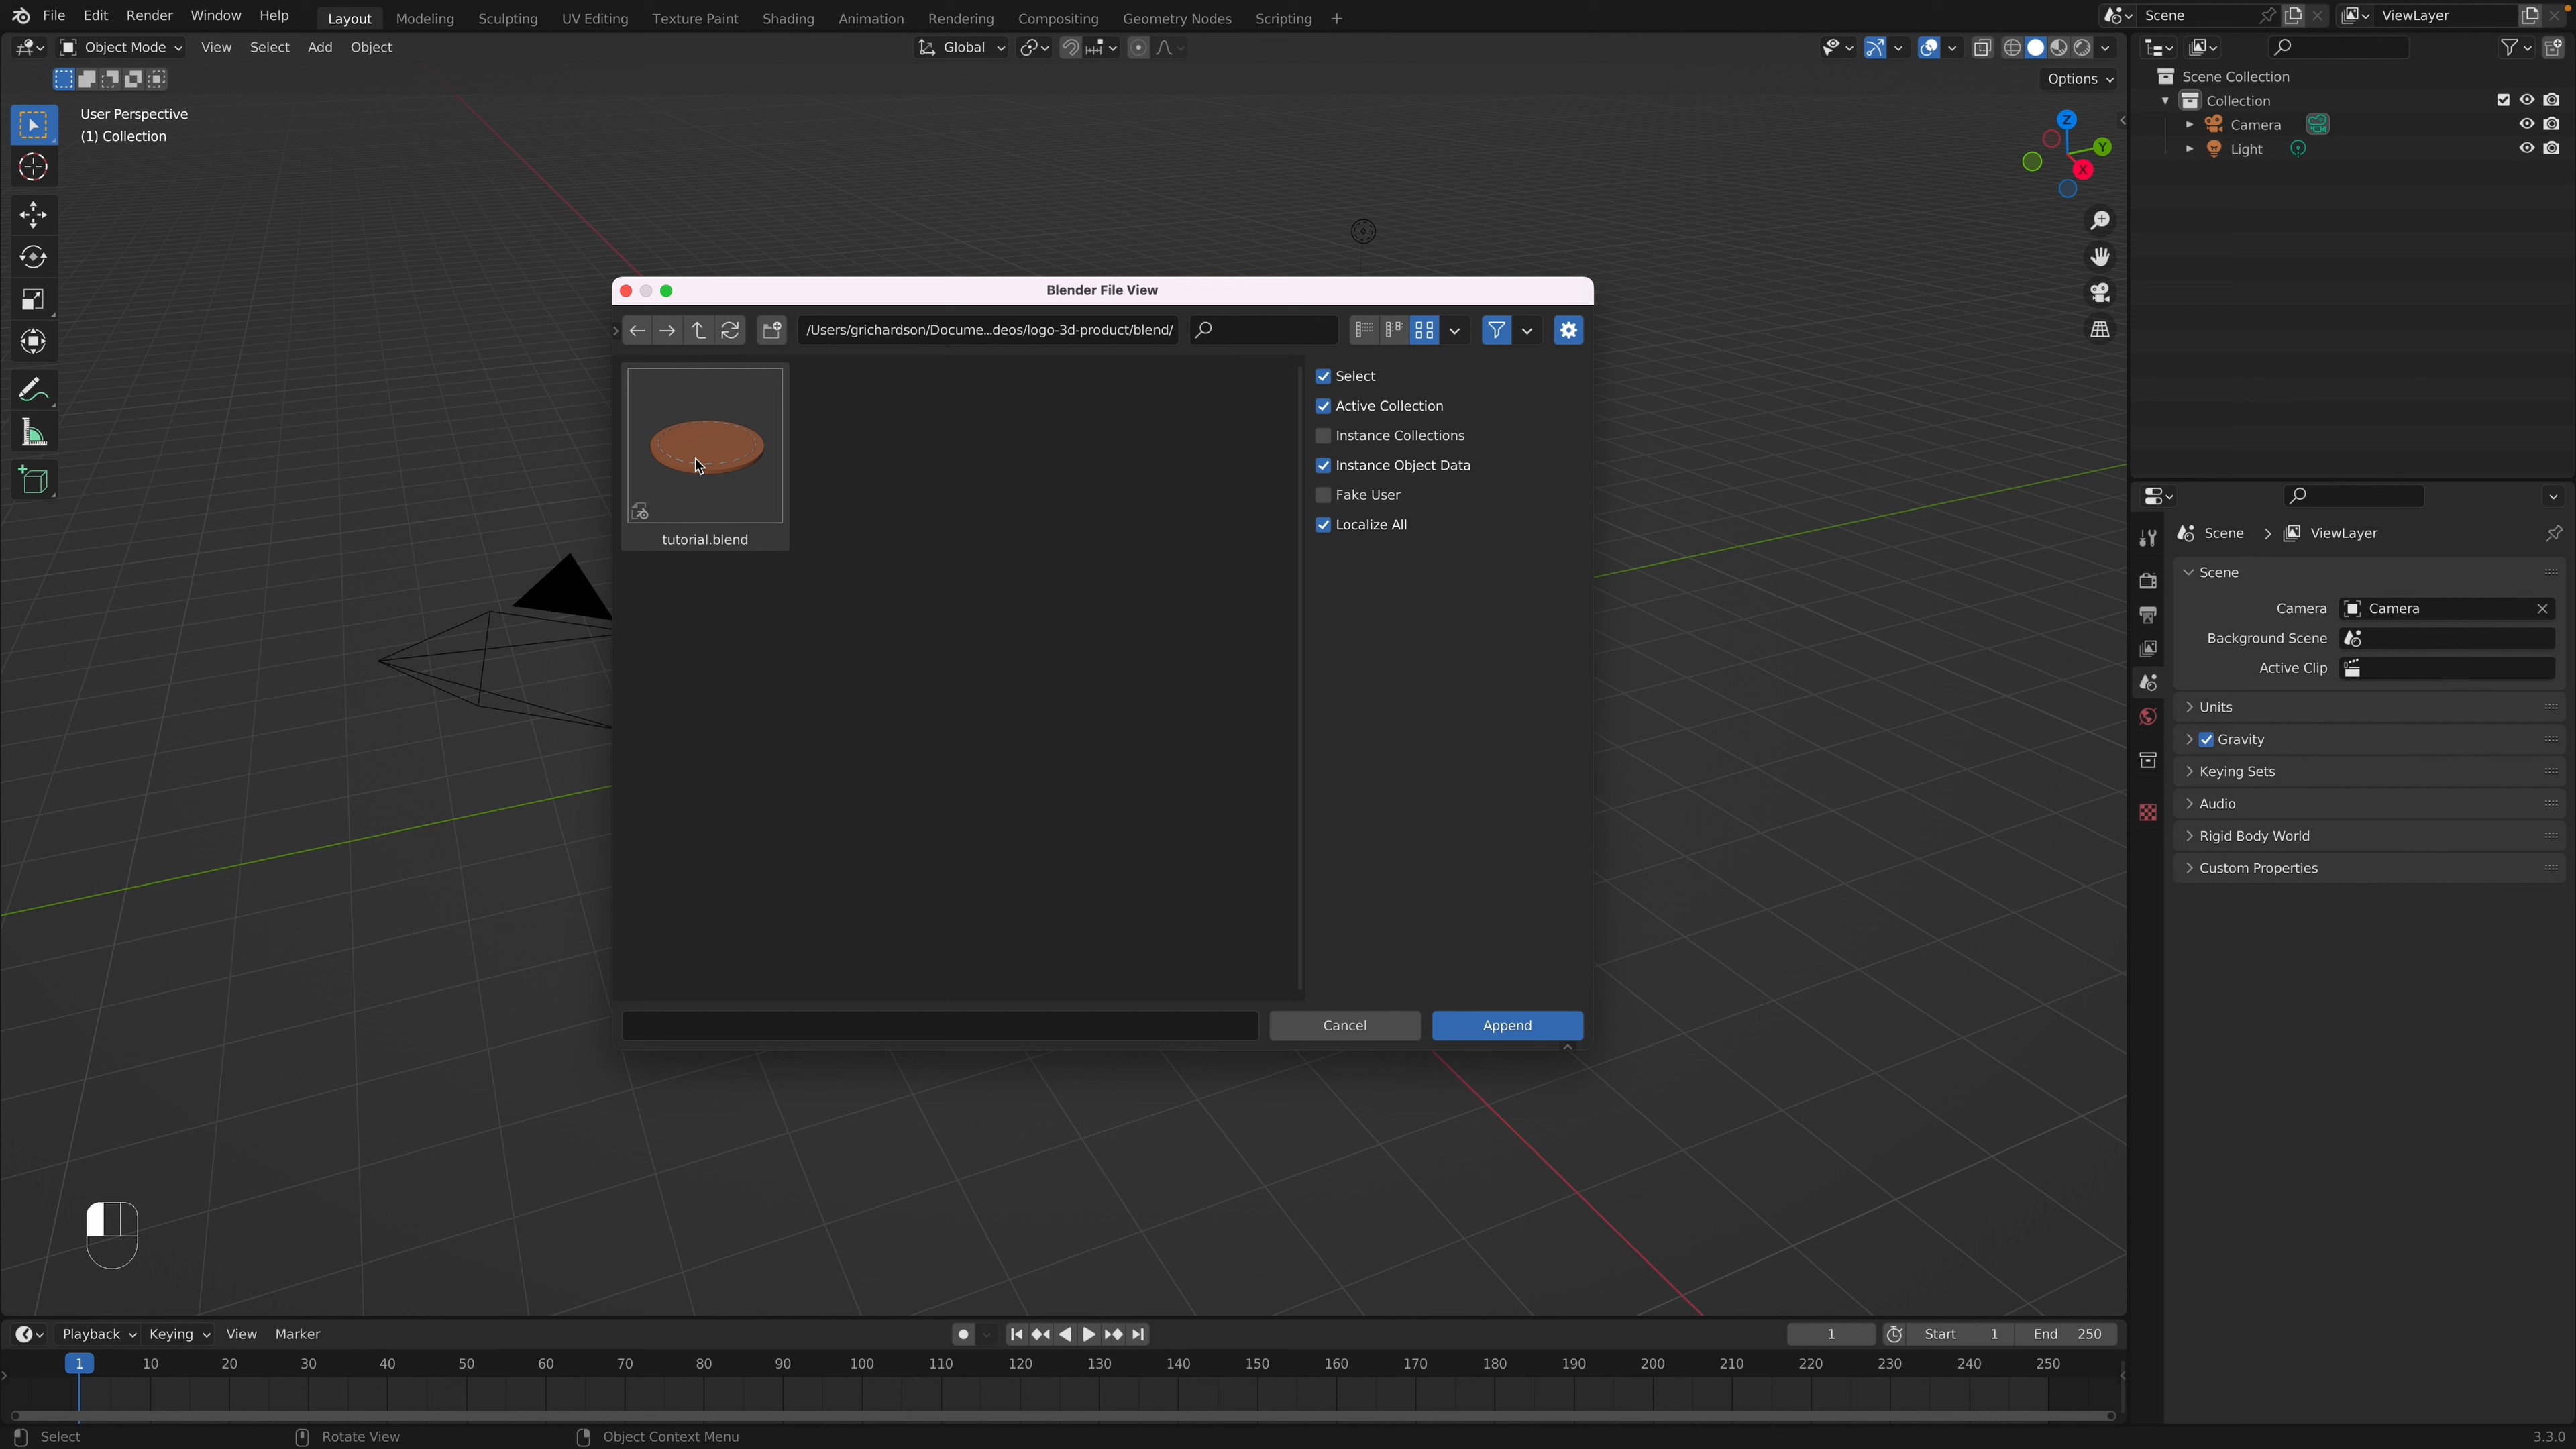 File Edit Render Window Help Layout Modeling Sculpting UV Editing Texture Paint Shading Animation Rendering Compositing Geometry Nodes Scripting + Scene ViewLayer
Object Mode View Select Add Object Global
Options
User Perspective
(1) Collection
Z
Y
X
Scene Collection
Collection
Camera
Light
Blender File View
/Users/grichardson/Docume...deos/logo-3d-product/blend/
tutorial.blend
Select
Active Collection
Instance Collections
Instance Object Data
Fake User
Localize All
Cancel Append
Scene > ViewLayer
Scene
Camera Camera
Background Scene
Active Clip
Units
Gravity
Keying Sets
Audio
Rigid Body World
Custom Properties
Playback Keying View Marker 1 Start 1 End 250
1 10 20 30 40 50 60 70 80 90 100 110 120 130 140 150 160 170 180 190 200 210 220 230 240 250
Select Rotate View Object Context Menu 3.3.0